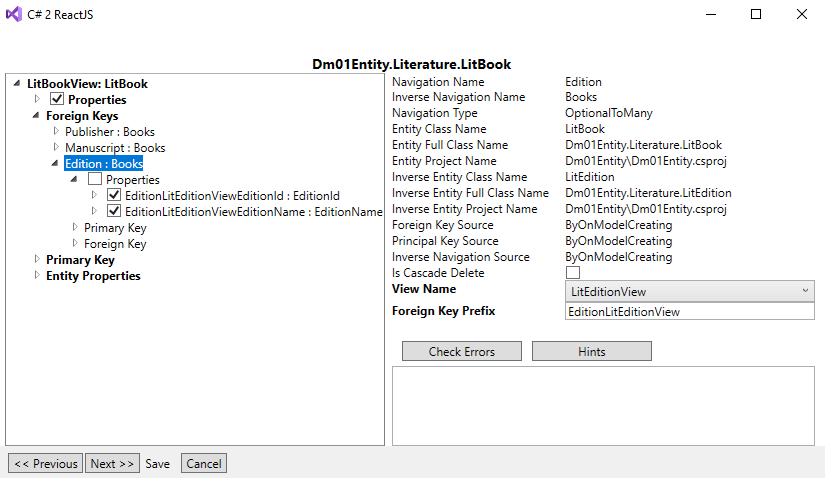 C# 2 ReactJS
Dm01Entity.Literature.LitBook
LitBookView: LitBook
Properties
Foreign Keys
Publisher : Books
Manuscript : Books
Edition : Books
Properties
EditionLitEditionViewEditionId : EditionId
EditionLitEditionViewEditionName : EditionName
Primary Key
Foreign Key
Primary Key
Entity Properties
Navigation Name Edition
Inverse Navigation Name Books
Navigation Type OptionalToMany
Entity Class Name LitBook
Entity Full Class Name Dm01Entity.Literature.LitBook
Entity Project Name Dm01Entity\Dm01Entity.csproj
Inverse Entity Class Name LitEdition
Inverse Entity Full Class Name Dm01Entity.Literature.LitEdition
Inverse Entity Project Name Dm01Entity\Dm01Entity.csproj
Foreign Key Source ByOnModelCreating
Principal Key Source ByOnModelCreating
Inverse Navigation Source ByOnModelCreating
Is Cascade Delete
View Name LitEditionView
Foreign Key Prefix EditionLitEditionView
Check Errors Hints
<< Previous Next >> Save Cancel